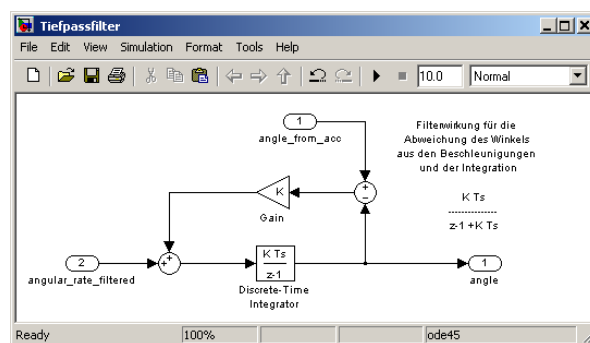 Tiefpassfilter
File Edit View Simulation Format Tools Help
10.0 Normal
1
angle_from_acc
Filterwirkung für die
Abweichung des Winkels
aus den Beschleunigungen
und der Integration
K Ts
---------------
z-1 +K Ts
+
−
K
Gain
2
angular_rate_filtered
+
+
K Ts
z-1
Discrete-Time
Integrator
1
angle
Ready 100% ode45